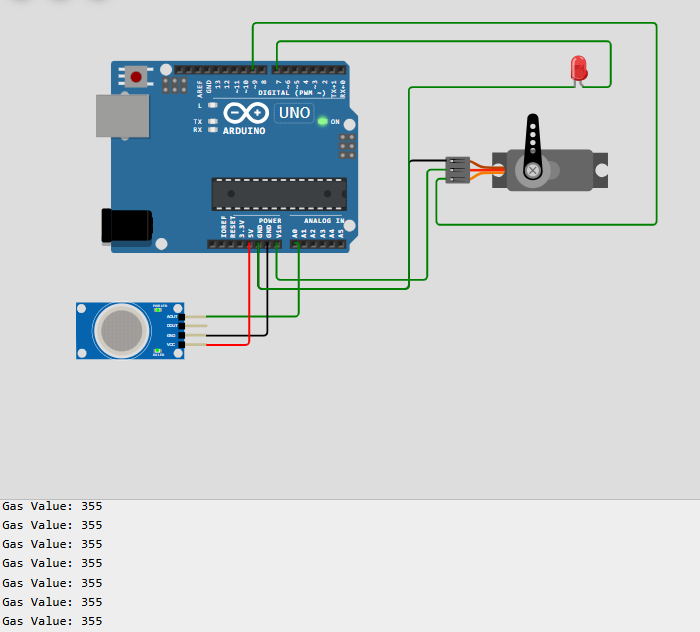 AREF
GND
13
12
~11
~10
~9
8
7
~6
~5
4
~3
2
TX→1
RX←0
DIGITAL (PWM ~)
L
TX
RX
UNO
ON
ARDUINO
POWER
ANALOG IN
IOREF
RESET
3.3V
5V
GND
GND
Vin
A0
A1
A2
A3
A4
A5
AOUT
DOUT
GND
VCC
Gas Value: 355
Gas Value: 355
Gas Value: 355
Gas Value: 355
Gas Value: 355
Gas Value: 355
Gas Value: 355